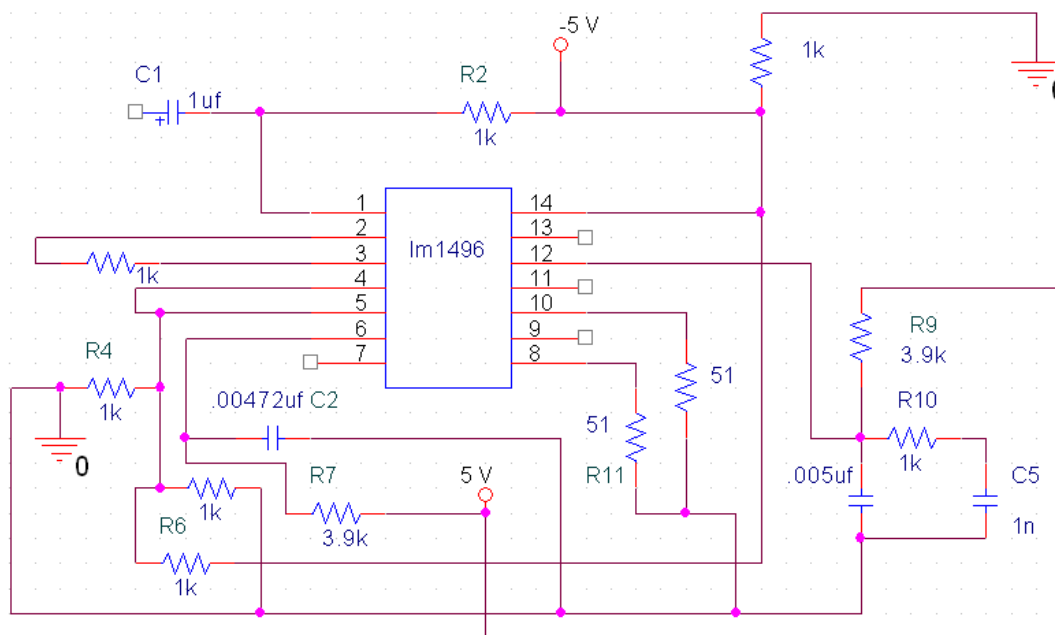 -5 V
1k
0
C1
1uf
+
R2
1k
1
14
2
13
3
12
4
11
5
10
6
9
7
8
lm1496
1k
R4
1k
0
.00472uf
C2
R7
3.9k
5 V
51
51
R11
1k
R6
1k
R9
3.9k
R10
1k
.005uf
C5
1n